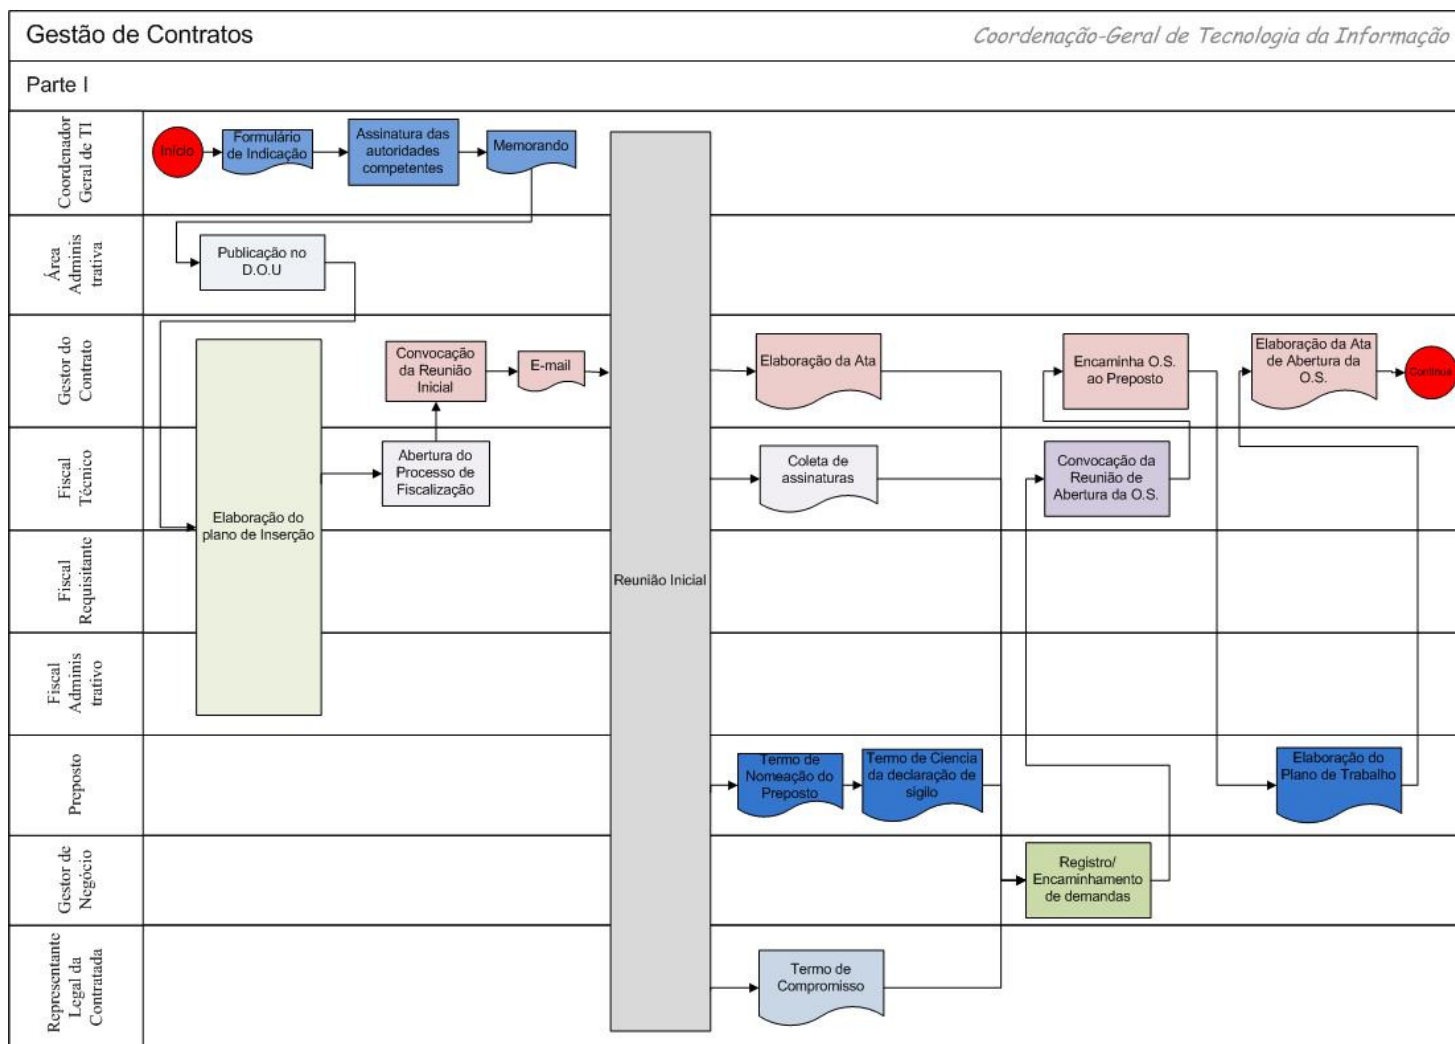 Gestão de Contratos
Coordenação-Geral de Tecnologia da Informação
Parte I
Coordenador
Geral de TI
Início
Formulário
de Indicação
Assinatura das
autoridades
competentes
Memorando
Área
Adminis
trativa
Publicação no
D.O.U
Gestor do
Contrato
Convocação
da Reunião
Inicial
E-mail
Elaboração da Ata
Encaminha O.S.
ao Preposto
Elaboração da Ata
de Abertura da
O.S.
Continua
Fiscal
Técnico
Elaboração do
plano de Inserção
Abertura do
Processo de
Fiscalização
Coleta de
assinaturas
Convocação da
Reunião de
Abertura da O.S.
Fiscal
Requisitante
Reunião Inicial
Fiscal
Adminis
trativo
Preposto
Termo de
Nomeação do
Preposto
Termo de Ciencia
da declaração de
sigilo
Elaboração do
Plano de Trabalho
Gestor de
Negócio
Registro/
Encaminhamento
de demandas
Representante
Legal da
Contratada
Termo de
Compromisso